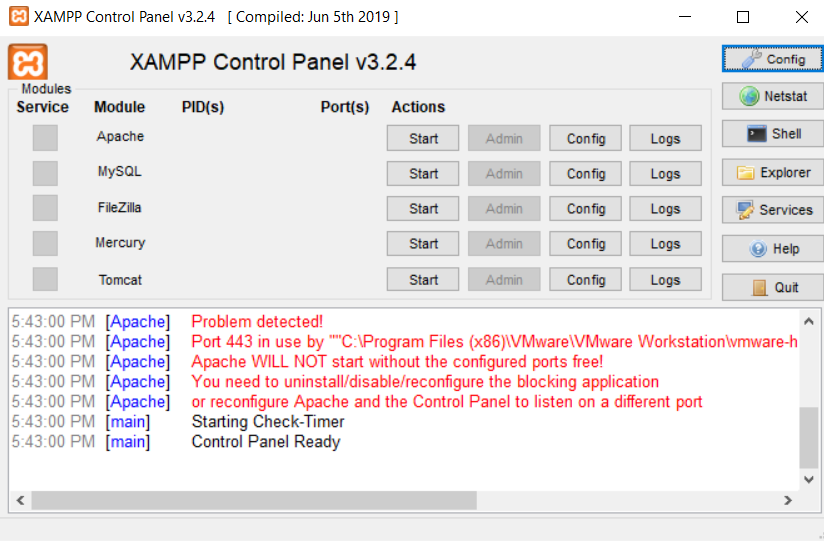 XAMPP Control Panel v3.2.4 [ Compiled: Jun 5th 2019 ]
XAMPP Control Panel v3.2.4
Config
Modules
Service Module PID(s) Port(s) Actions
Netstat
Apache Start Admin Config Logs
Shell
MySQL Start Admin Config Logs
Explorer
FileZilla Start Admin Config Logs
Services
Mercury Start Admin Config Logs
Help
Tomcat Start Admin Config Logs
Quit
5:43:00 PM [Apache] Problem detected!
5:43:00 PM [Apache] Port 443 in use by ""C:\Program Files (x86)\VMware\VMware Workstation\vmware-h
5:43:00 PM [Apache] Apache WILL NOT start without the configured ports free!
5:43:00 PM [Apache] You need to uninstall/disable/reconfigure the blocking application
5:43:00 PM [Apache] or reconfigure Apache and the Control Panel to listen on a different port
5:43:00 PM [main] Starting Check-Timer
5:43:00 PM [main] Control Panel Ready